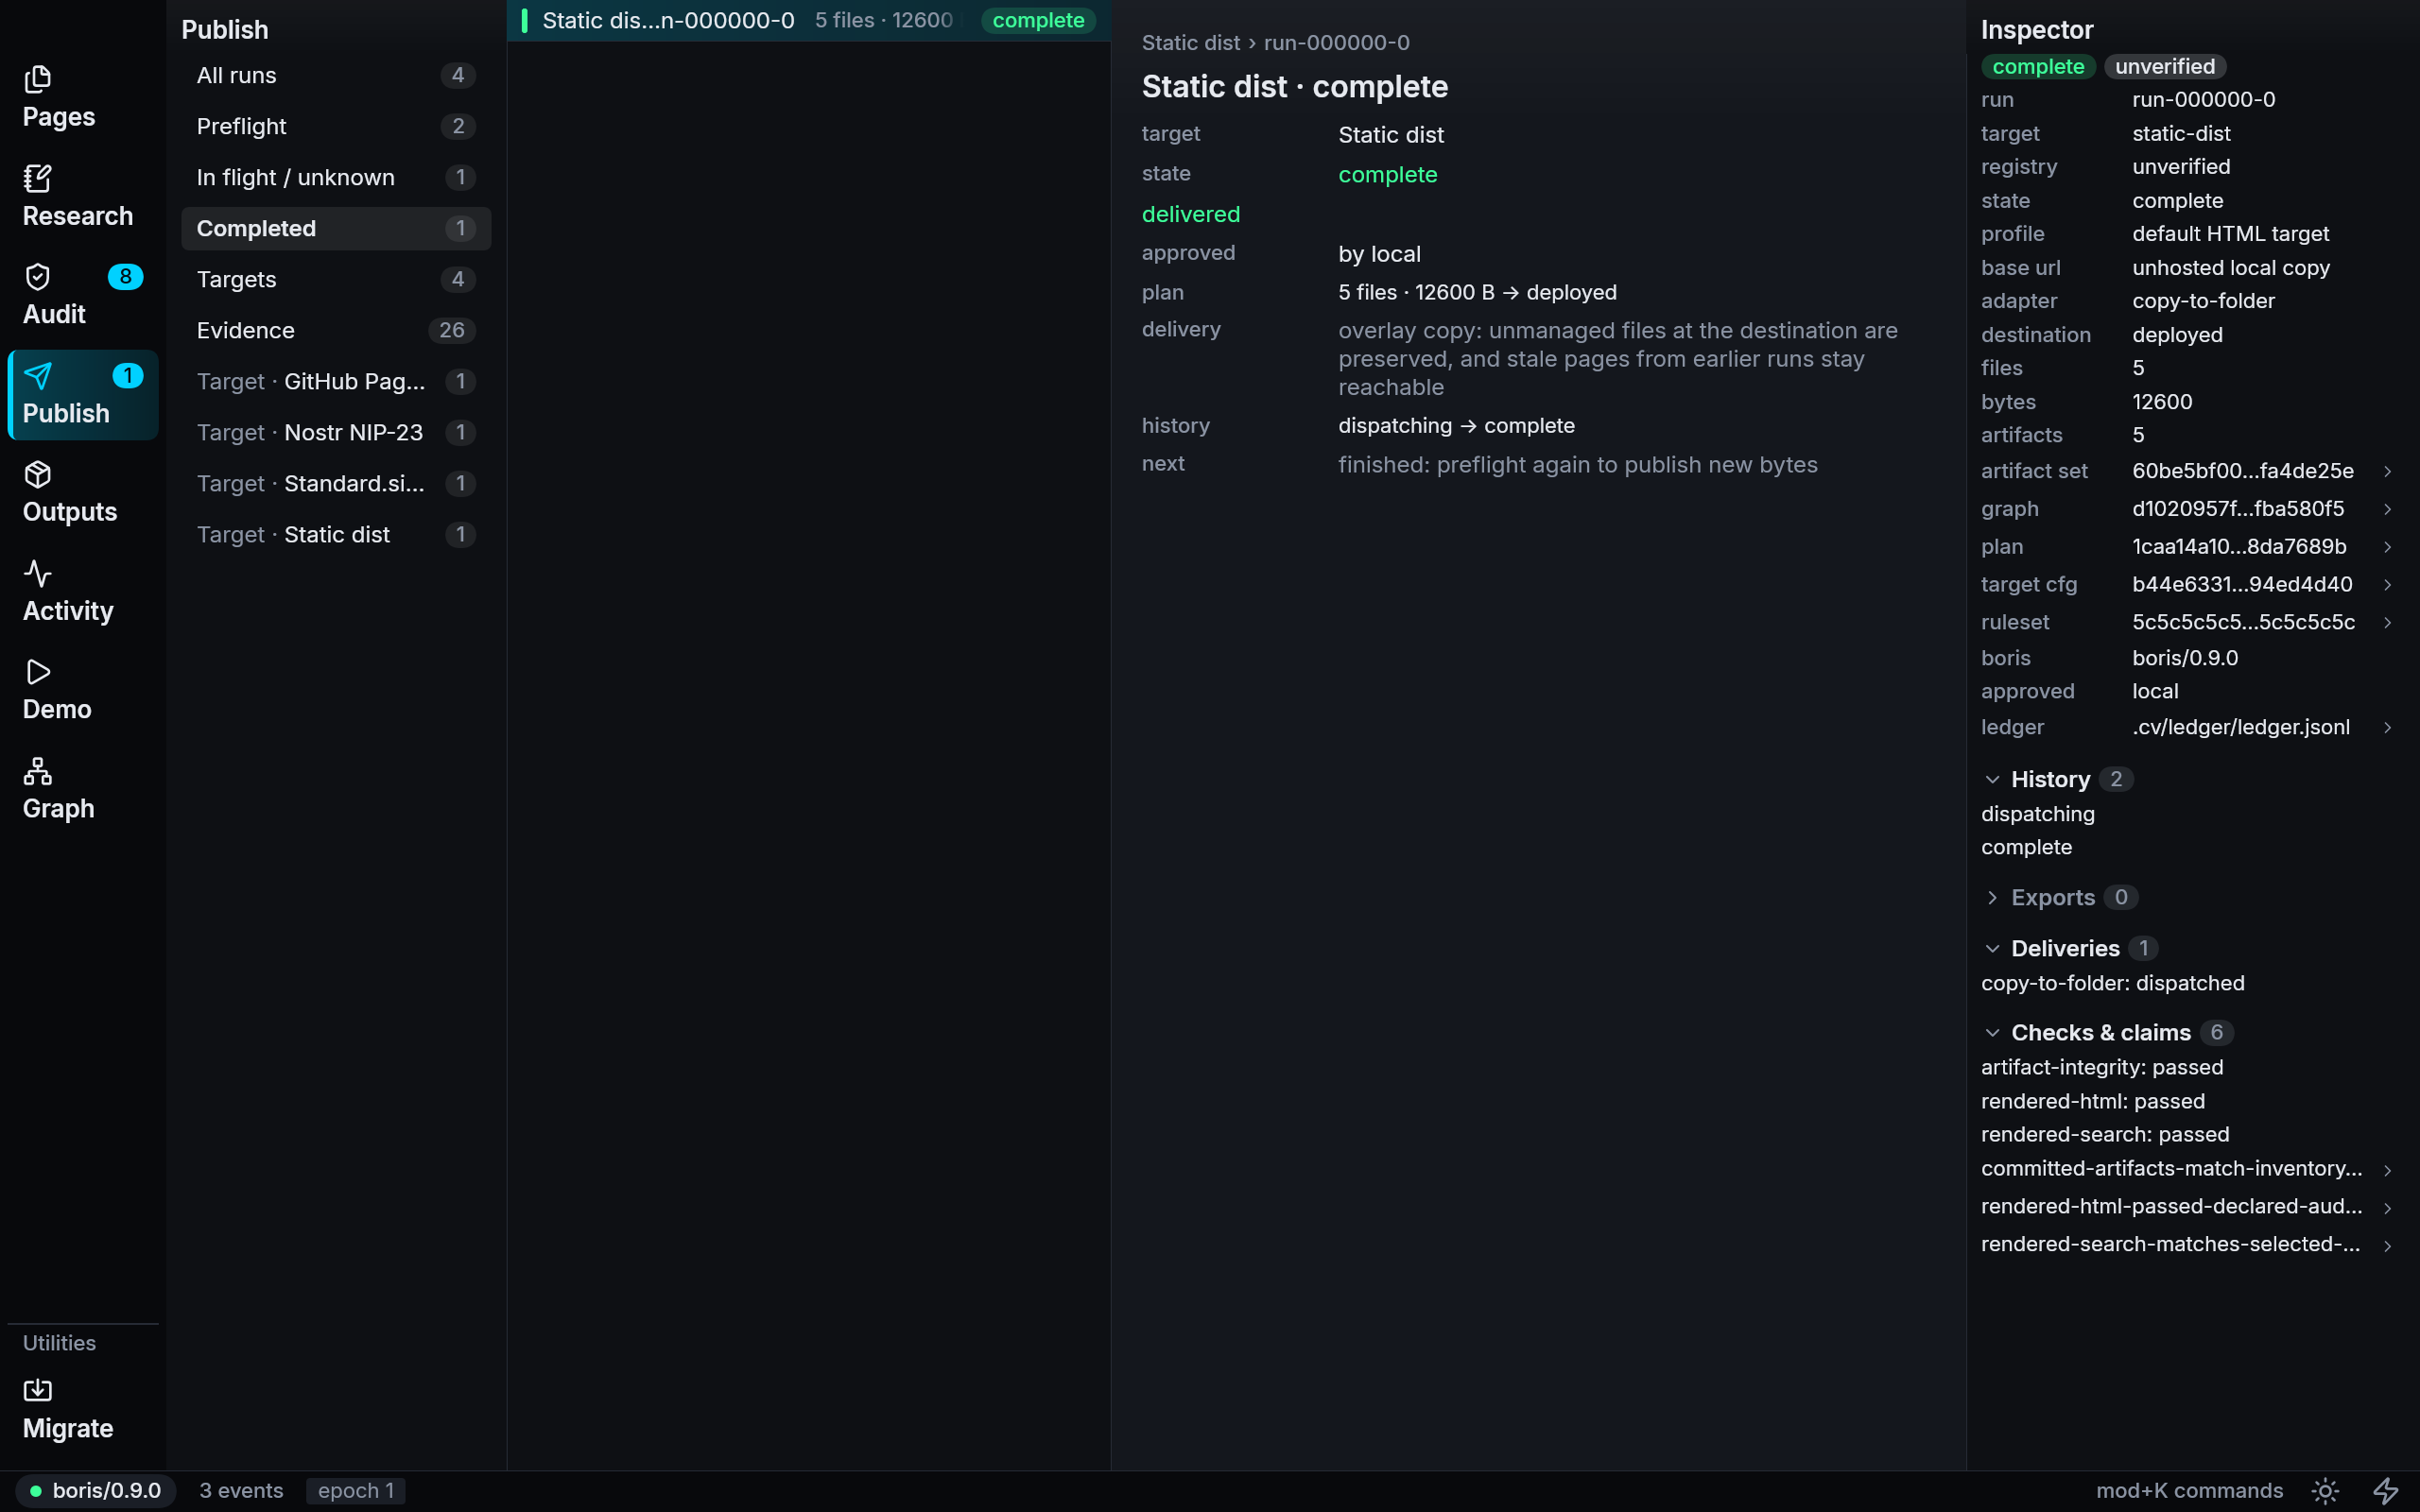 Pages
Research
Audit 8
Publish 1
Outputs
Activity
Demo
Graph
Utilities
Migrate
Publish
All runs 4
Preflight 2
In flight / unknown 1
Completed 1
Targets 4
Evidence 26
Target · GitHub Pag... 1
Target · Nostr NIP-23 1
Target · Standard.si... 1
Target · Static dist 1
Static dis...n-000000-0 5 files · 12600 complete
Static dist › run-000000-0
Static dist · complete
target Static dist
state complete
delivered
approved by local
plan 5 files · 12600 B → deployed
delivery overlay copy: unmanaged files at the destination are
preserved, and stale pages from earlier runs stay
reachable
history dispatching → complete
next finished: preflight again to publish new bytes
Inspector
complete unverified
run run-000000-0
target static-dist
registry unverified
state complete
profile default HTML target
base url unhosted local copy
adapter copy-to-folder
destination deployed
files 5
bytes 12600
artifacts 5
artifact set 60be5bf00...fa4de25e
graph d1020957f...fba580f5
plan 1caa14a10...8da7689b
target cfg b44e6331...94ed4d40
ruleset 5c5c5c5c5...5c5c5c5c
boris boris/0.9.0
approved local
ledger .cv/ledger/ledger.jsonl
History 2
dispatching
complete
Exports 0
Deliveries 1
copy-to-folder: dispatched
Checks & claims 6
artifact-integrity: passed
rendered-html: passed
rendered-search: passed
committed-artifacts-match-inventory...
rendered-html-passed-declared-aud...
rendered-search-matches-selected-...
boris/0.9.0 3 events epoch 1 mod+K commands